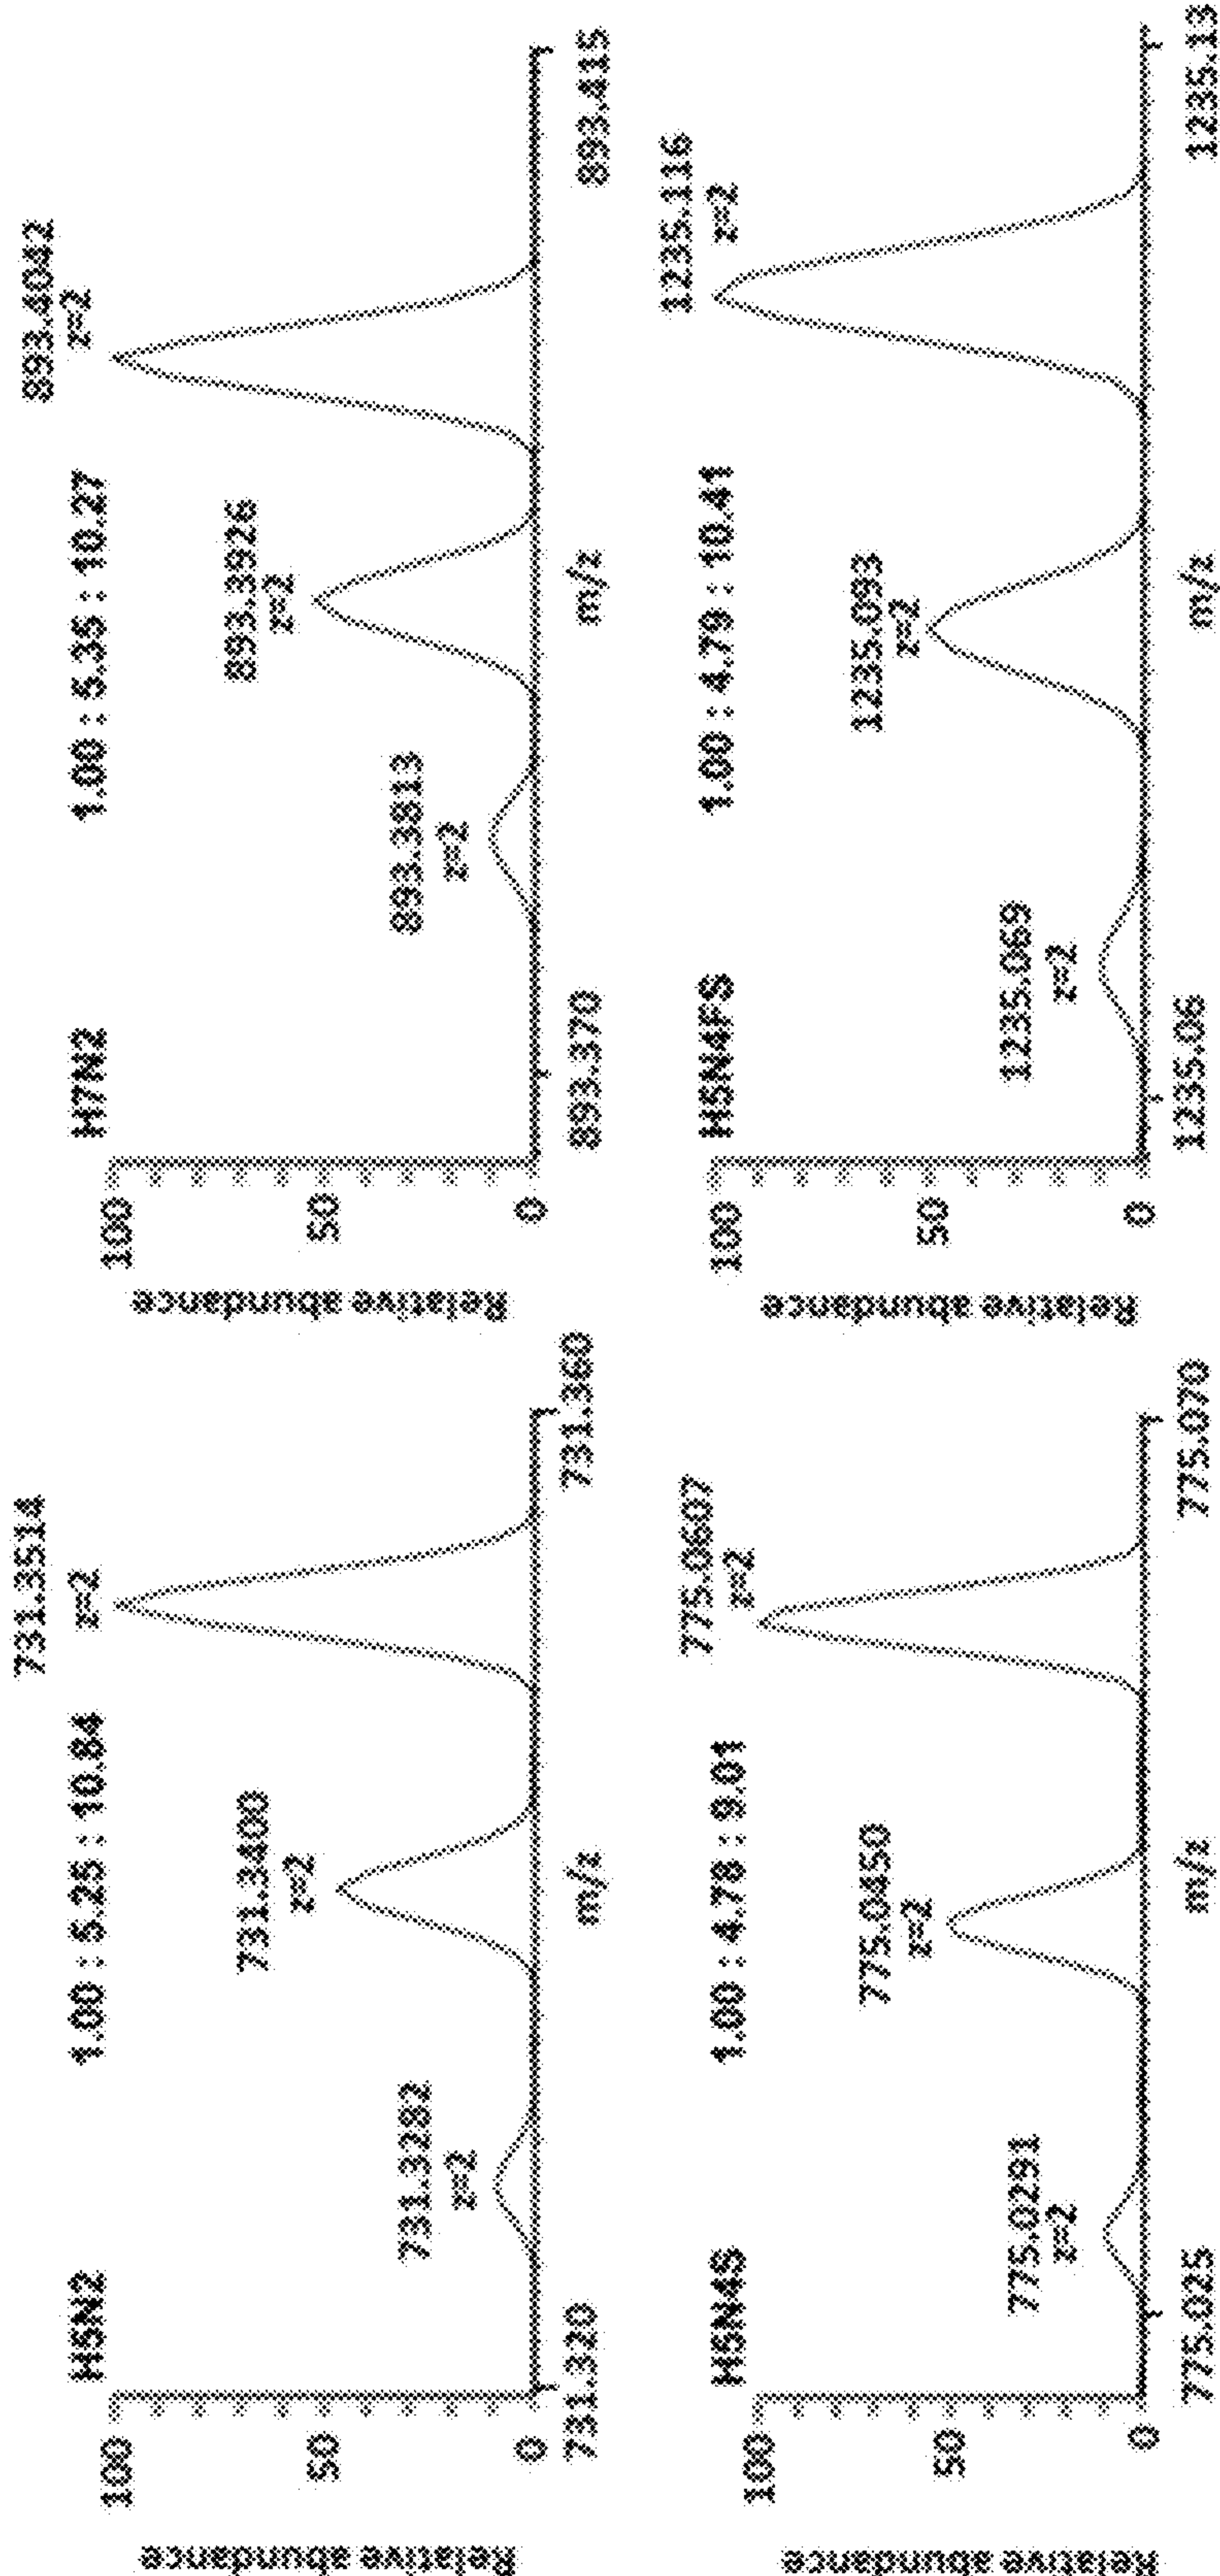 H5N2
1.00 : 5.25 : 10.84
731.3514
z=2
731.3400
z=2
731.3282
z=2
100
50
0
Relative abundance
731.320
m/z
731.360
H7N2
1.00 : 5.35 : 10.27
893.4042
z=2
893.3926
z=2
893.3813
z=2
100
50
0
Relative abundance
893.370
m/z
893.415
H5N4S
1.00 : 4.78 : 9.01
775.0607
z=2
775.0450
z=2
775.0291
z=2
100
50
0
Relative abundance
775.025
m/z
775.070
H5N4FS
1.00 : 4.79 : 10.41
1235.116
z=2
1235.093
z=2
1235.069
z=2
100
50
0
Relative abundance
1235.06
m/z
1235.13